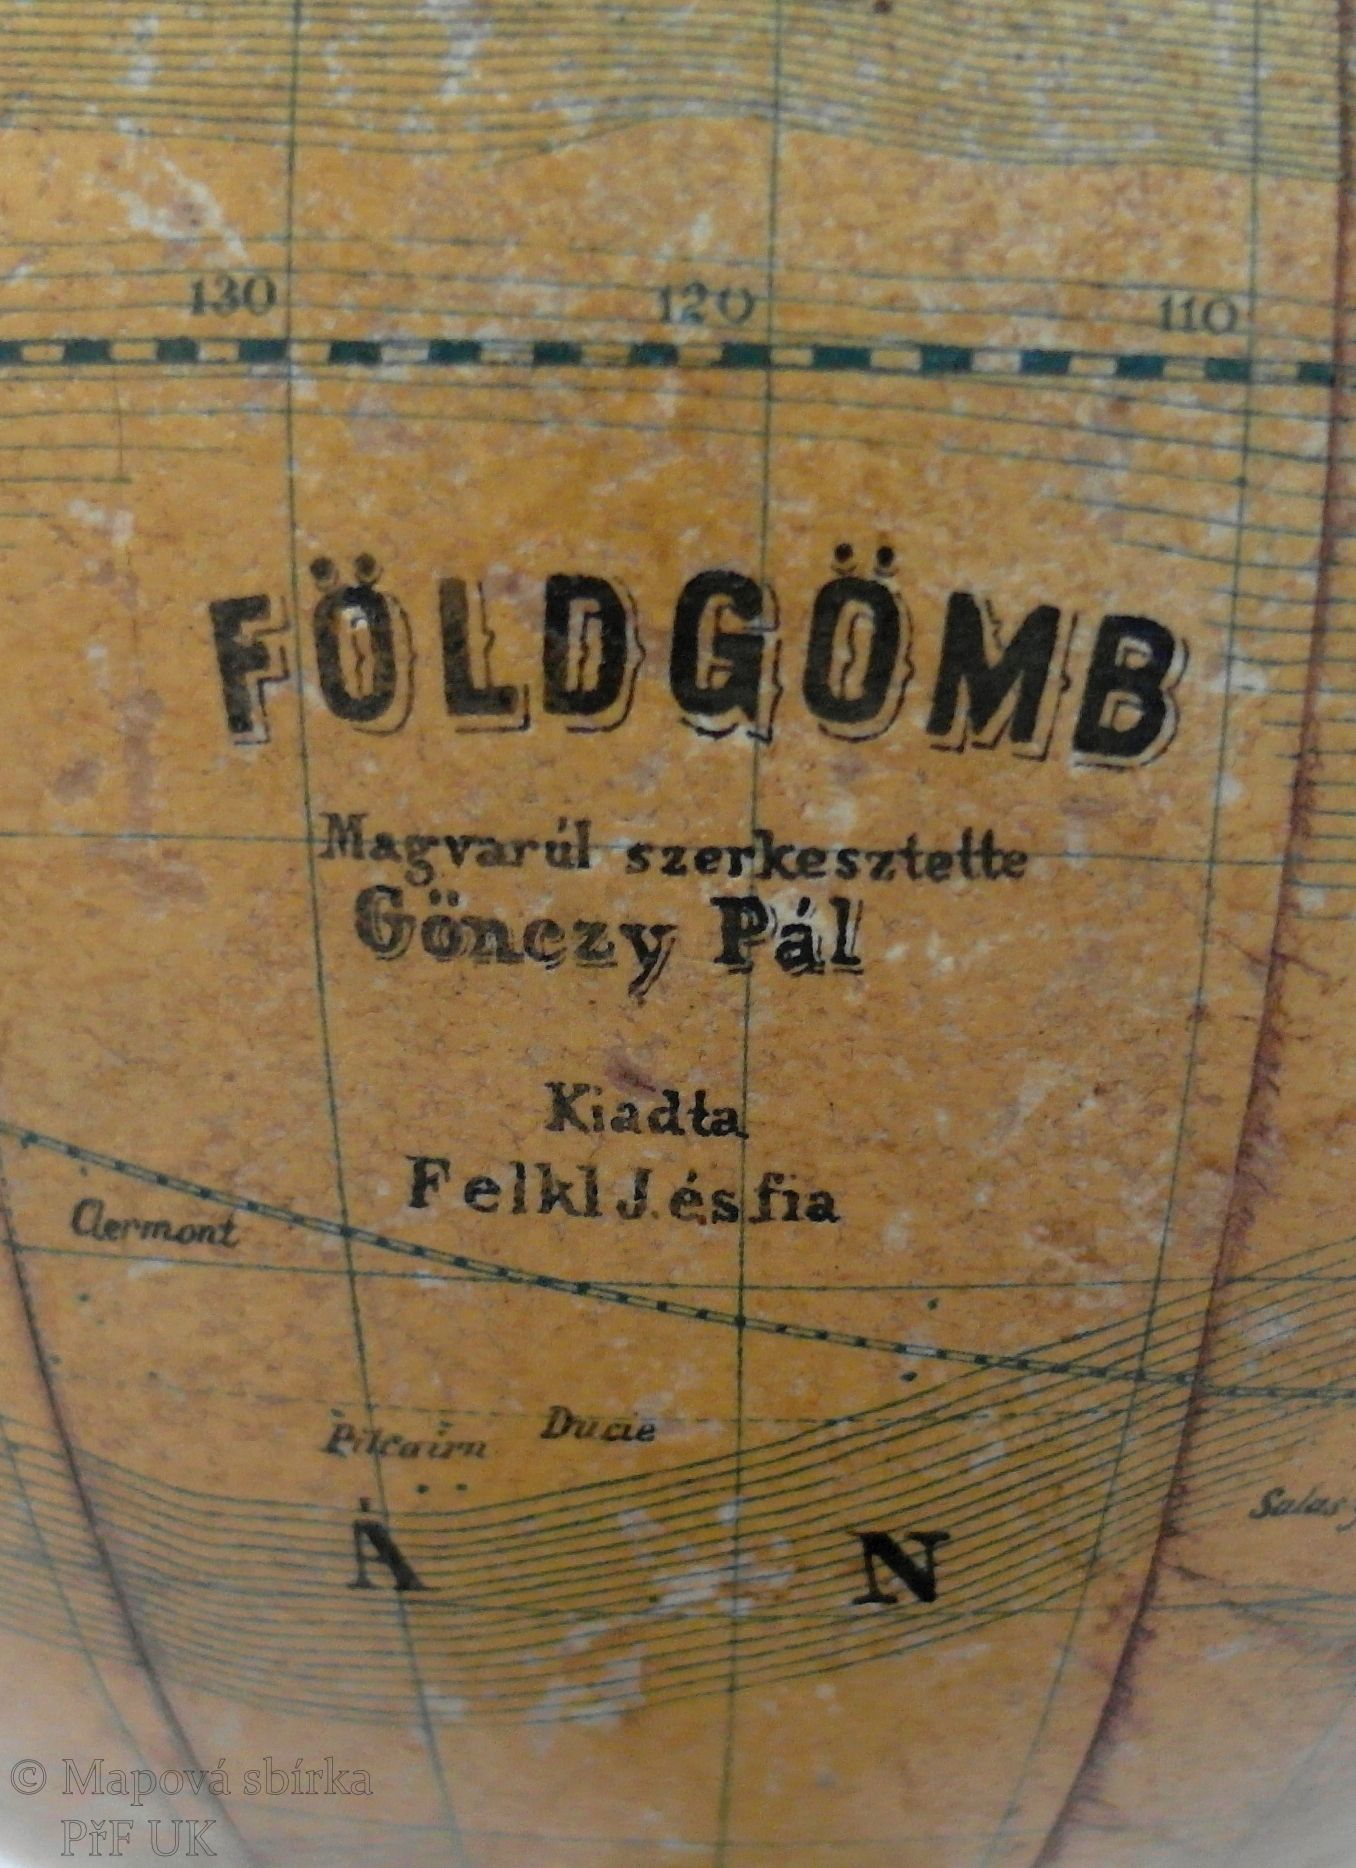 130 120 110
FÖLDGÖMB
Magyarúl szerkesztette
Gönczy Pál
Kiadta
Felkl J. és fia
Clermont
Pitcairn Ducie
Á N
Salas
© Mapová sbírka
PřF UK